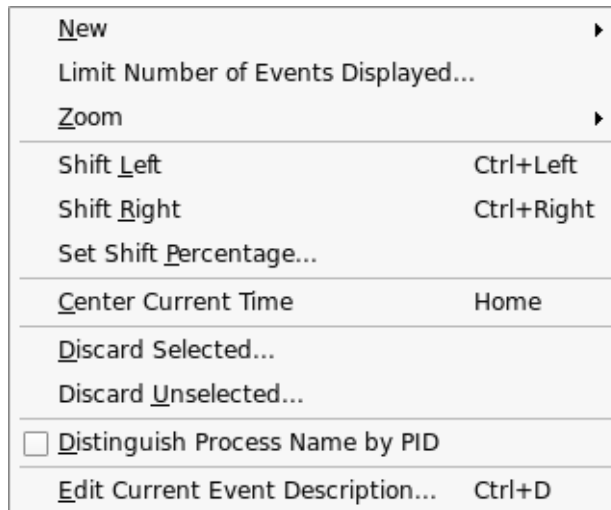 New
Limit Number of Events Displayed...
Zoom
Shift Left Ctrl+Left
Shift Right Ctrl+Right
Set Shift Percentage...
Center Current Time Home
Discard Selected...
Discard Unselected...
Distinguish Process Name by PID
Edit Current Event Description... Ctrl+D